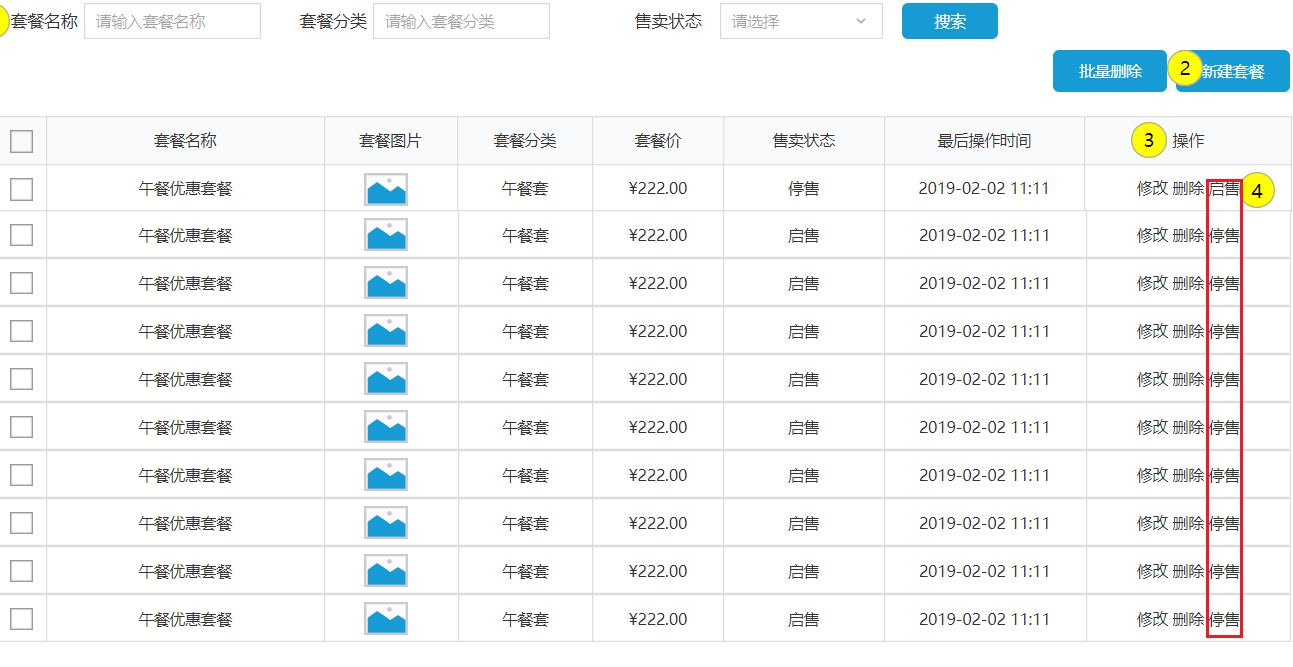 套餐名称 请输入套餐名称 套餐分类 请输入套餐分类 售卖状态 请选择 搜索
批量删除 2 新建套餐
套餐名称 套餐图片 套餐分类 套餐价 售卖状态 最后操作时间 3 操作
午餐优惠套餐 午餐套 ¥222.00 停售 2019-02-02 11:11 修改 删除 启售 4
午餐优惠套餐 午餐套 ¥222.00 启售 2019-02-02 11:11 修改 删除 停售
午餐优惠套餐 午餐套 ¥222.00 启售 2019-02-02 11:11 修改 删除 停售
午餐优惠套餐 午餐套 ¥222.00 启售 2019-02-02 11:11 修改 删除 停售
午餐优惠套餐 午餐套 ¥222.00 启售 2019-02-02 11:11 修改 删除 停售
午餐优惠套餐 午餐套 ¥222.00 启售 2019-02-02 11:11 修改 删除 停售
午餐优惠套餐 午餐套 ¥222.00 启售 2019-02-02 11:11 修改 删除 停售
午餐优惠套餐 午餐套 ¥222.00 启售 2019-02-02 11:11 修改 删除 停售
午餐优惠套餐 午餐套 ¥222.00 启售 2019-02-02 11:11 修改 删除 停售
午餐优惠套餐 午餐套 ¥222.00 启售 2019-02-02 11:11 修改 删除 停售